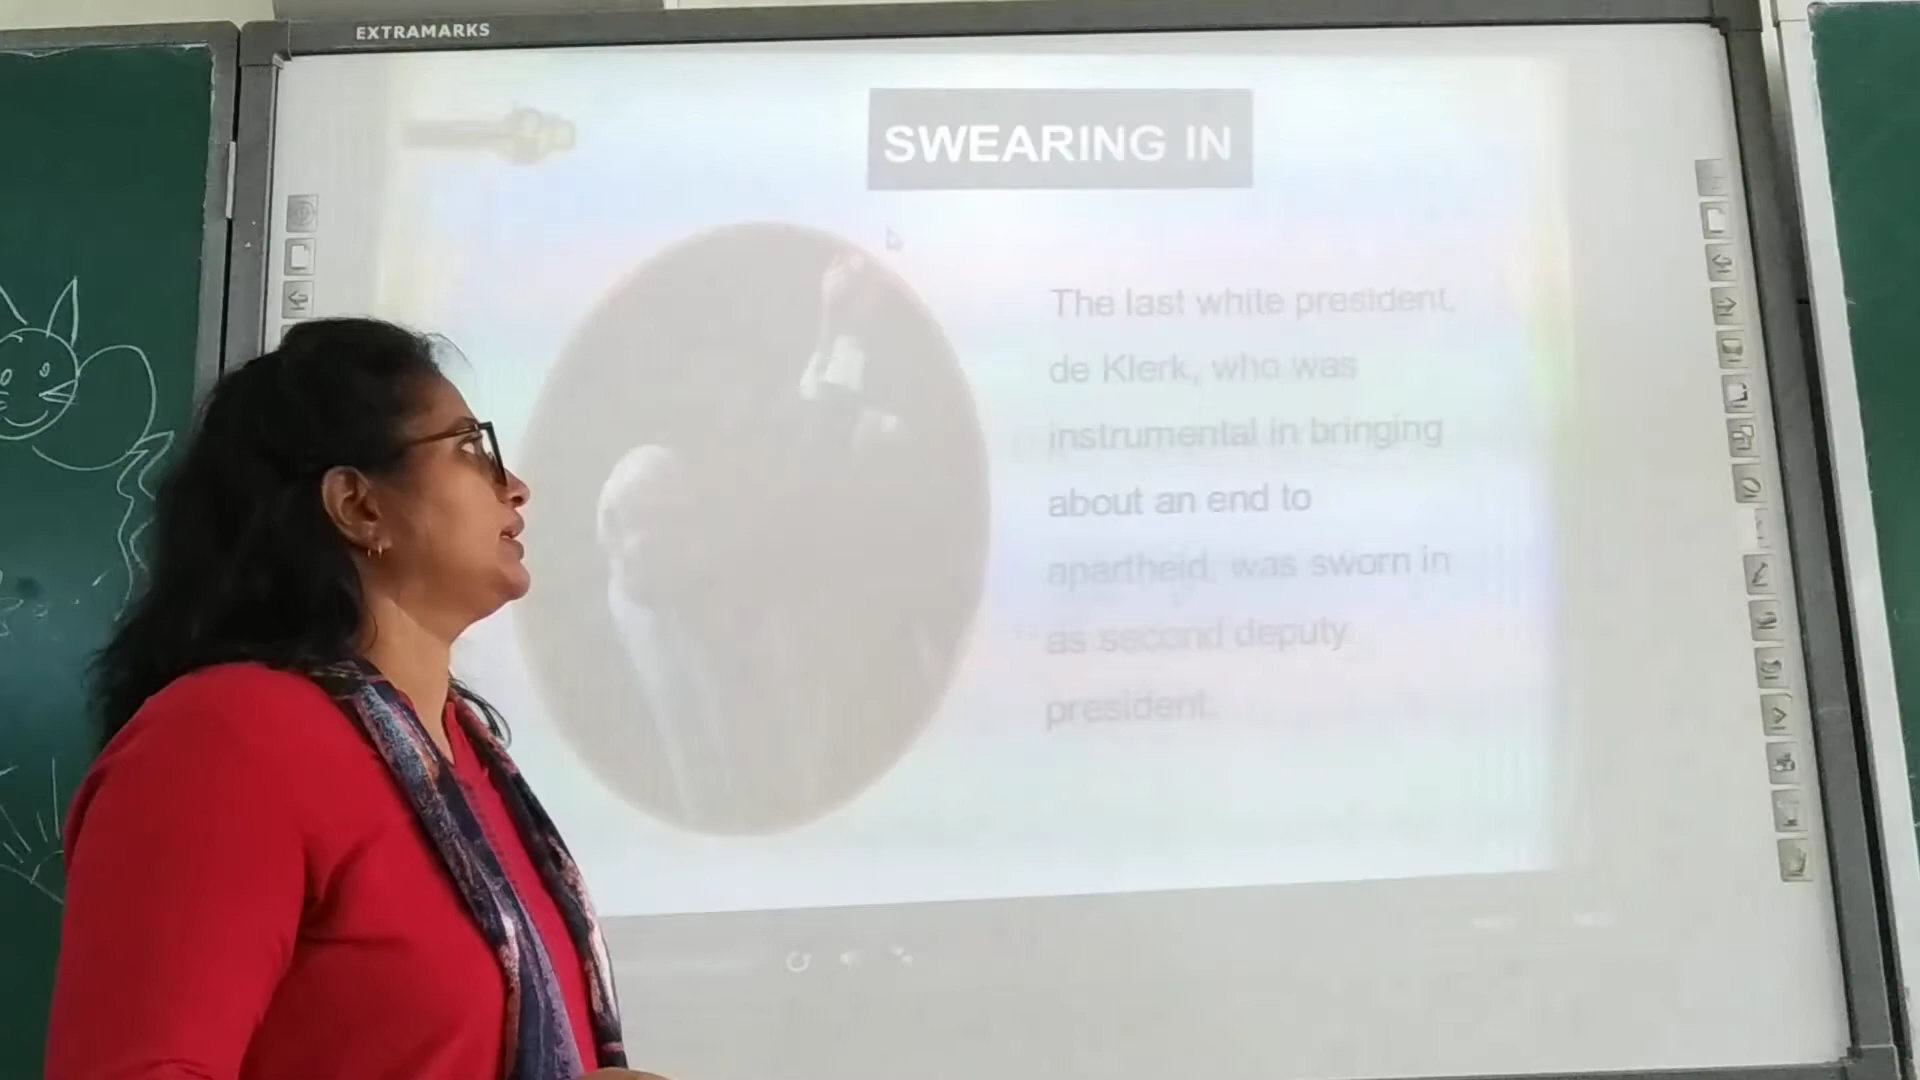 EXTRAMARKS
SWEARING IN
The last white president,
de Klerk, who was
instrumental in bringing
about an end to
apartheid, was sworn in
as second deputy
president.